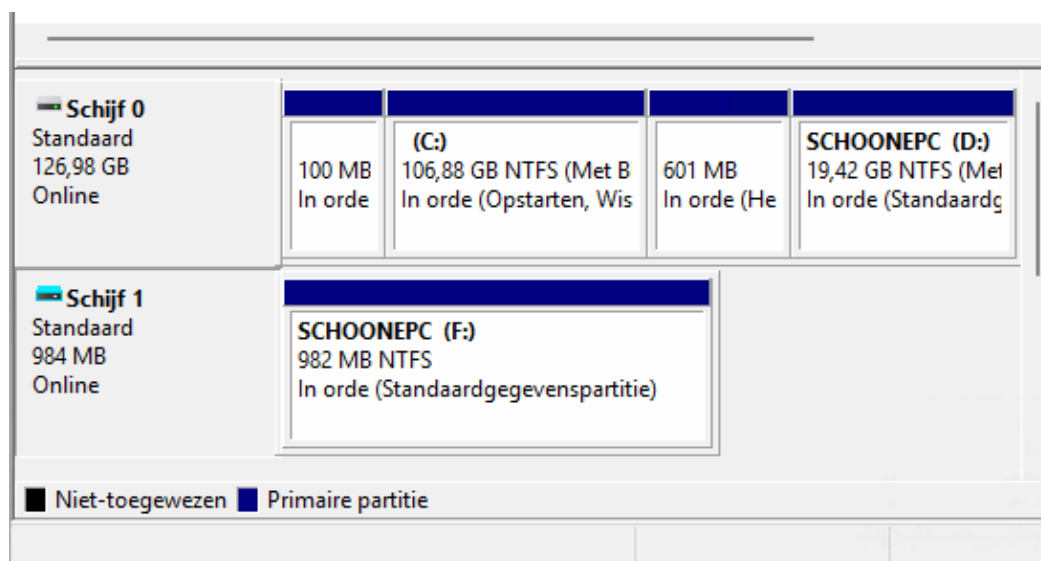 Schijf 0
Standaard
126,98 GB
Online
100 MB
In orde
(C:)
106,88 GB NTFS (Met B
In orde (Opstarten, Wis
601 MB
In orde (He
SCHOONEPC (D:)
19,42 GB NTFS (Met
In orde (Standaardg
Schijf 1
Standaard
984 MB
Online
SCHOONEPC (F:)
982 MB NTFS
In orde (Standaardgegevenspartitie)
Niet-toegewezen Primaire partitie